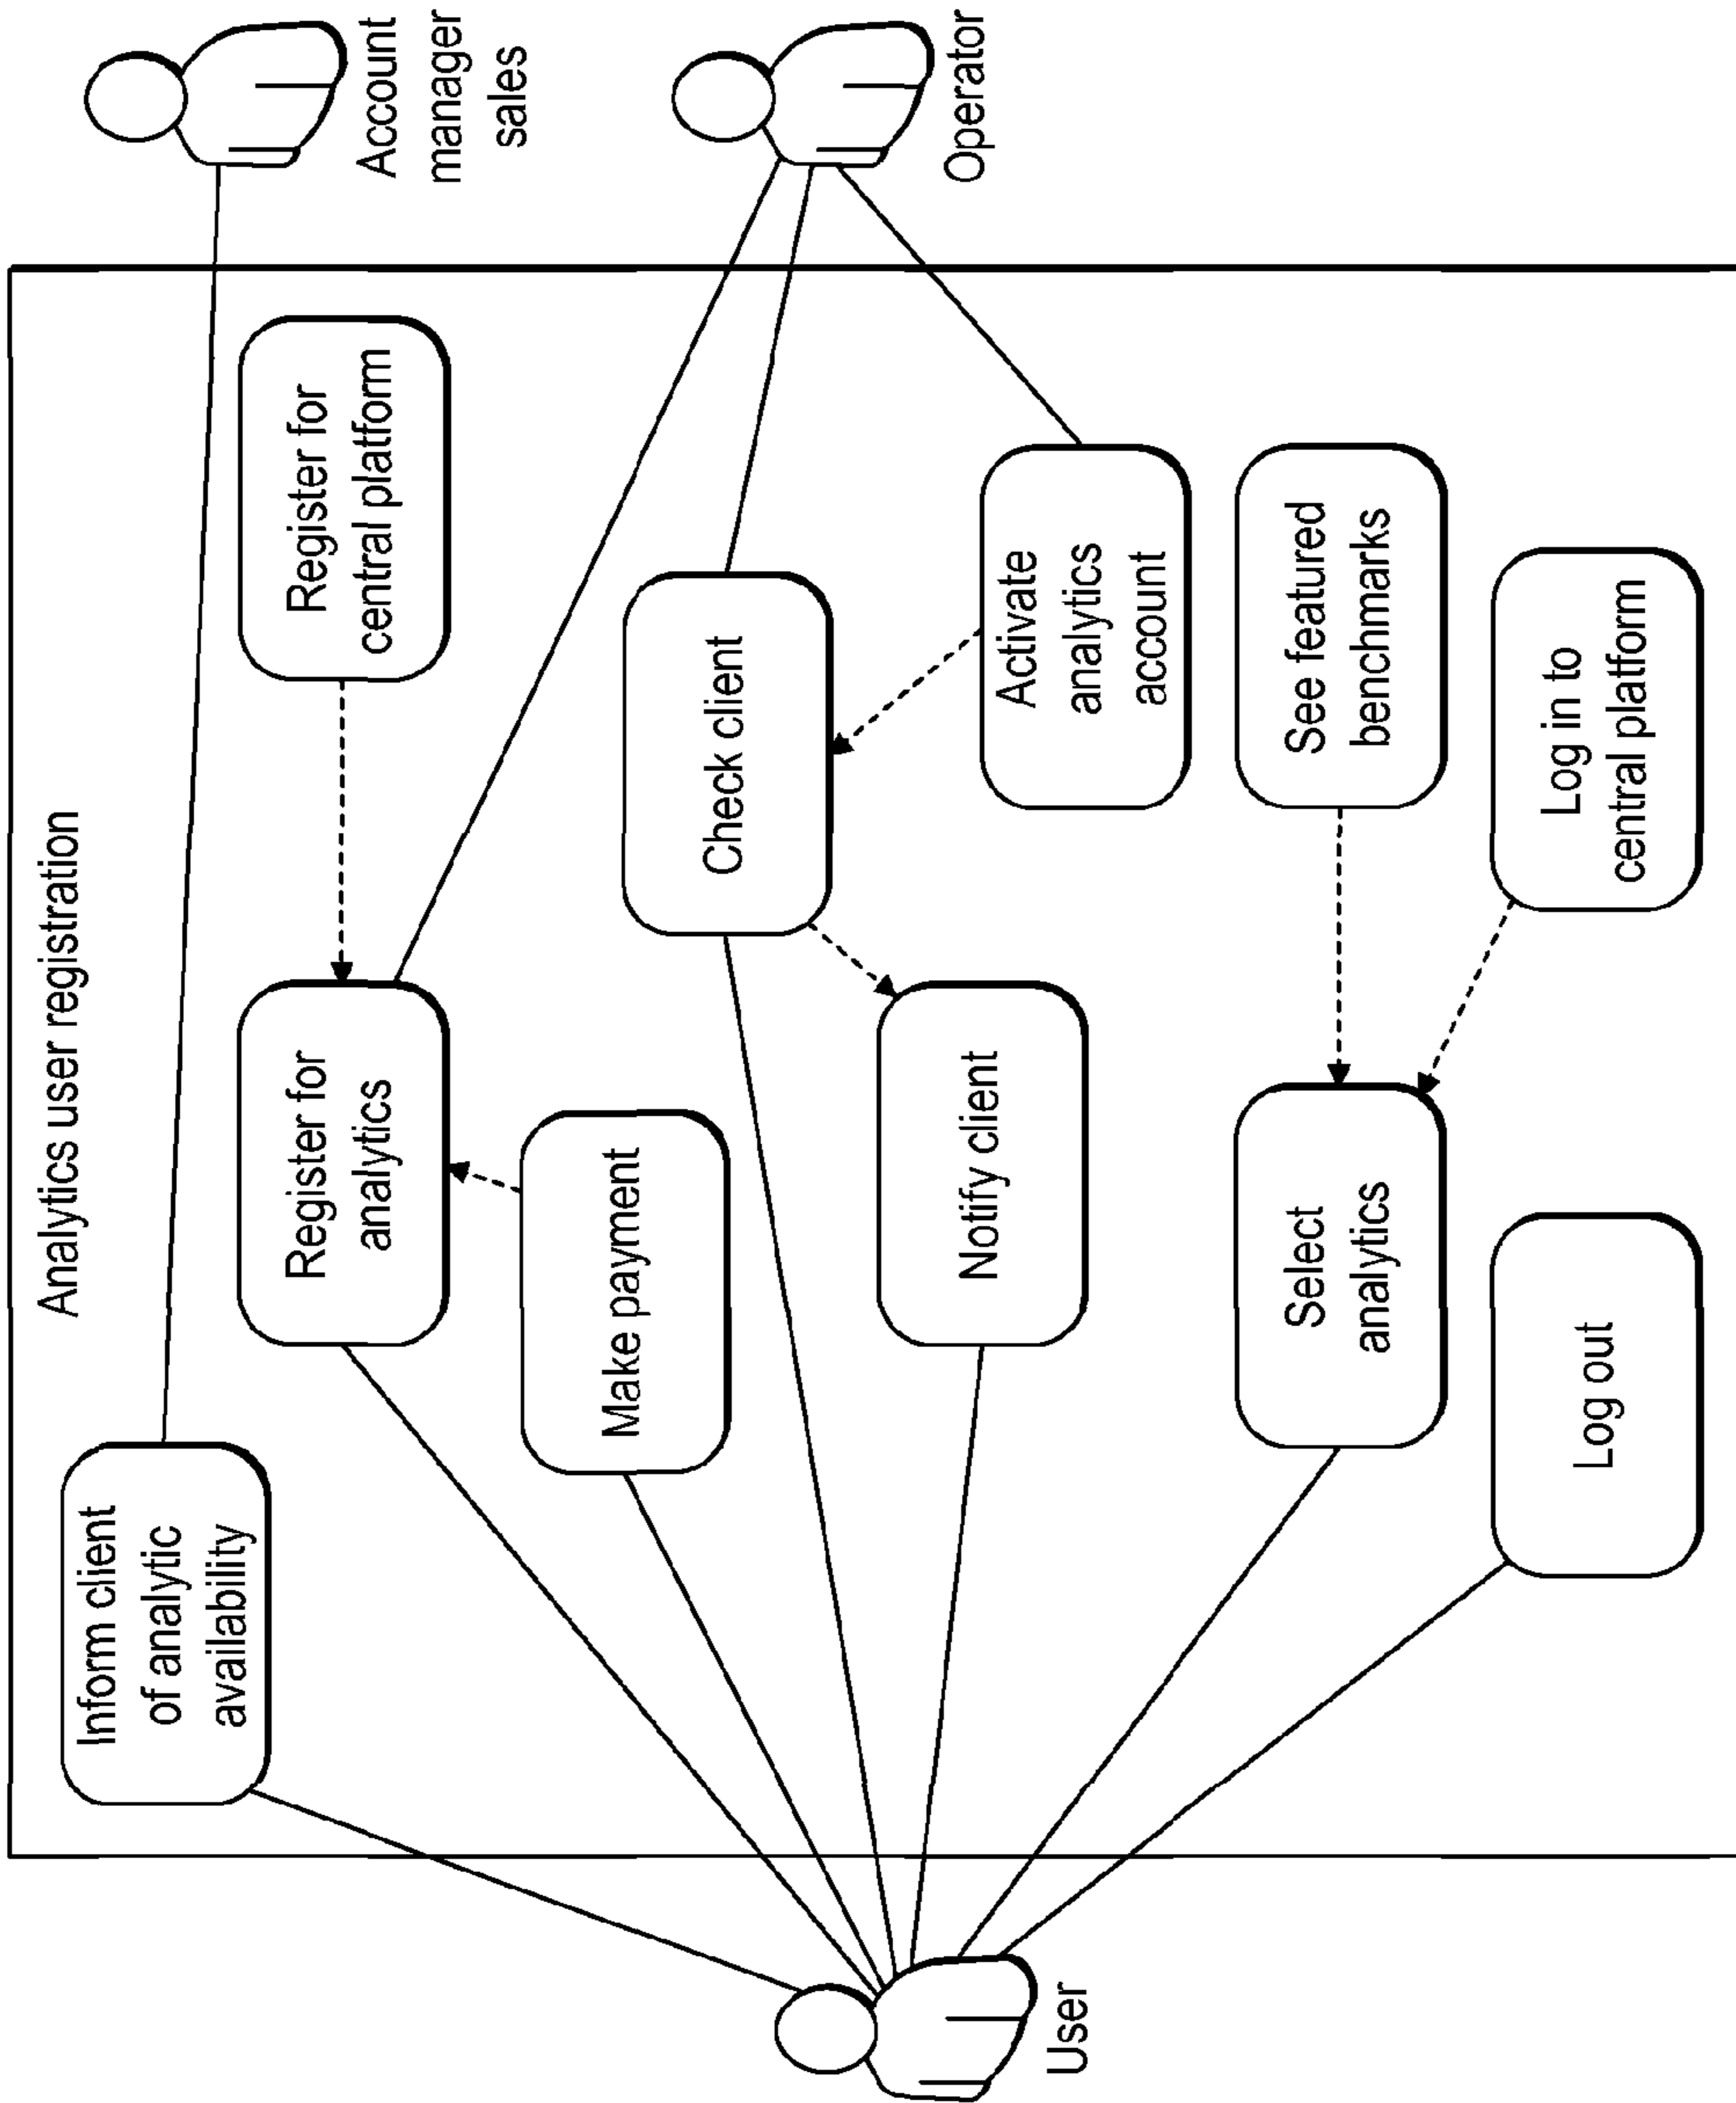 Analytics user registration
Inform client
of analytic
availability
Account
manager
sales
Register for
analytics
Register for
central platform
Make payment
Check client
Operator
User
Notify client
Activate
analytics
account
Select
analytics
See featured
benchmarks
Log out
Log in to
central platform